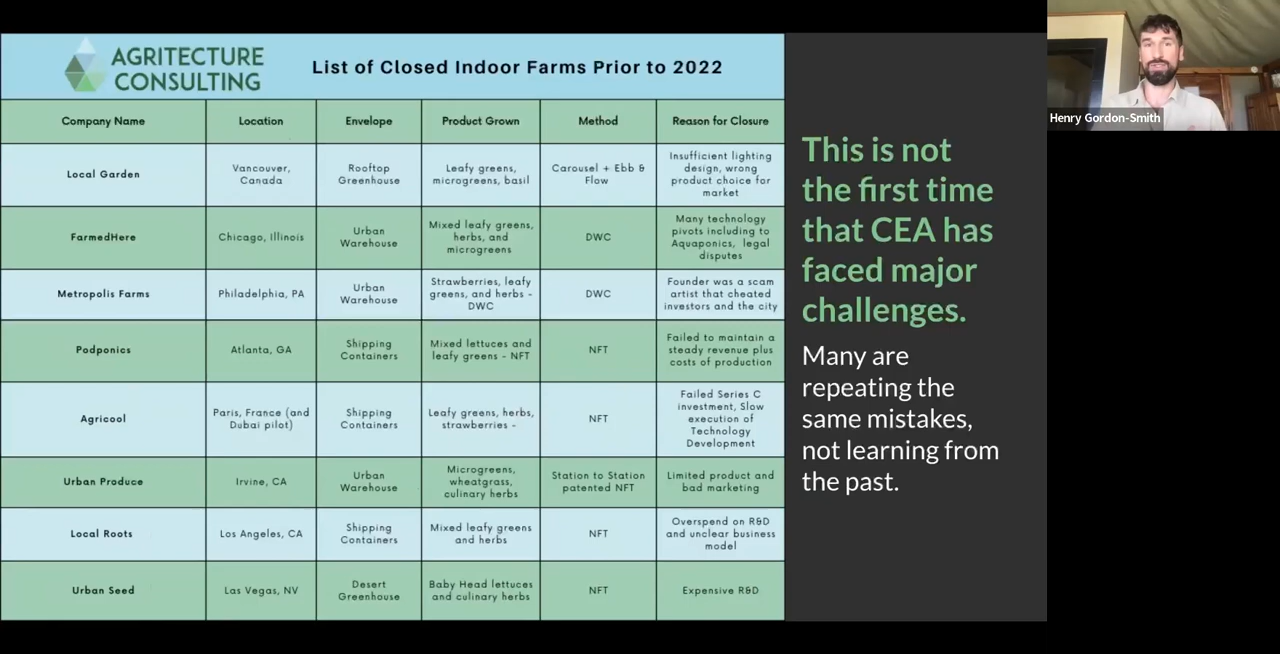 AGRITECTURE
CONSULTING
List of Closed Indoor Farms Prior to 2022
Company Name
Location
Envelope
Product Grown
Method
Reason for Closure
Local Garden
Vancouver,
Canada
Rooftop
Greenhouse
Leafy greens,
microgreens, basil
Carousel + Ebb &
Flow
Insufficient lighting
design, wrong
product choice for
market
FarmedHere
Chicago, Illinois
Urban
Warehouse
Mixed leafy greens,
herbs, and
microgreens
DWC
Many technology
pivots including to
Aquaponics, legal
disputes
Metropolis Farms
Philadelphia, PA
Urban
Warehouse
Strawberries, leafy
greens, and herbs -
DWC
DWC
Founder was a scam
artist that cheated
investors and the city
Podponics
Atlanta, GA
Shipping
Containers
Mixed lettuces and
leafy greens - NFT
NFT
Failed to maintain a
steady revenue plus
costs of production
Agricool
Paris, France (and
Dubai pilot)
Shipping
Containers
Leafy greens, herbs,
strawberries -
NFT
Failed Series C
investment, Slow
execution of
Technology
Development
Urban Produce
Irvine, CA
Urban
Warehouse
Microgreens,
wheatgrass,
culinary herbs
Station to Station
patented NFT
Limited product and
bad marketing
Local Roots
Los Angeles, CA
Shipping
Containers
Mixed leafy greens
and herbs
NFT
Overspend on R&D
and unclear business
model
Urban Seed
Las Vegas, NV
Desert
Greenhouse
Baby Head lettuces
and culinary herbs
NFT
Expensive R&D
This is not
the first time
that CEA has
faced major
challenges.
Many are
repeating the
same mistakes,
not learning from
the past.
Henry Gordon-Smith